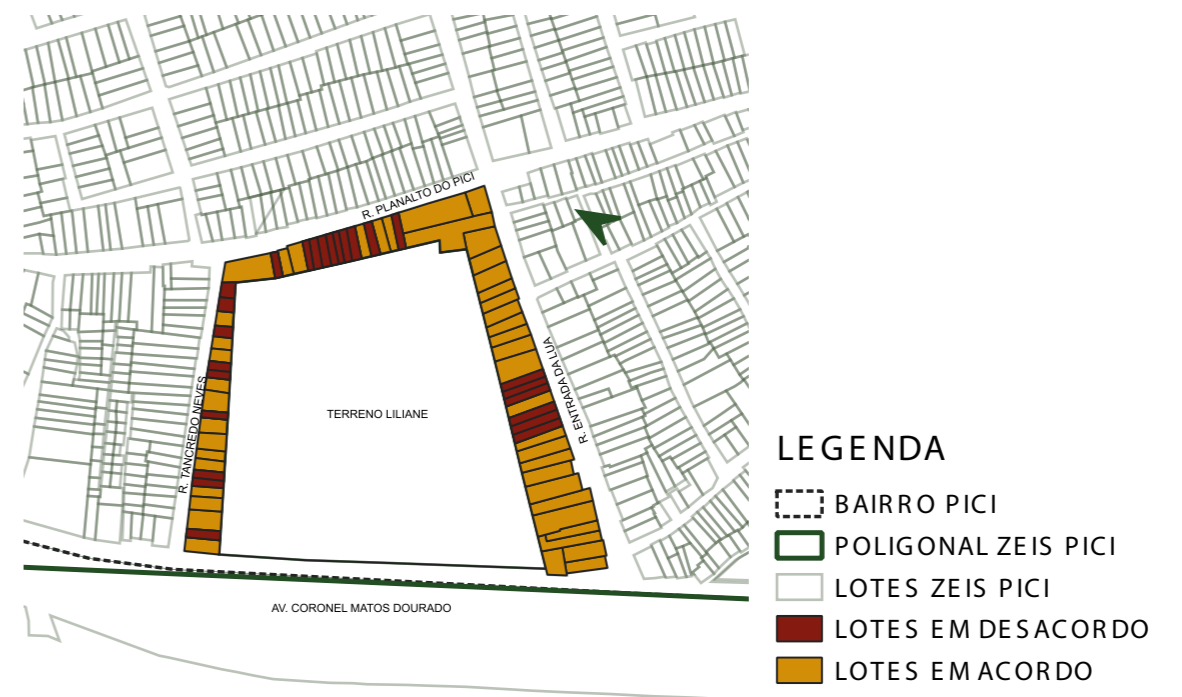 R. PLANALTO DO PICI
R. TANCREDO NEVES
TERRENO LILIANE
R. ENTRADA DA LUA
AV. CORONEL MATOS DOURADO
LEGENDA
BAIRRO PICI
POLIGONAL ZEIS PICI
LOTES ZEIS PICI
LOTES EM DESACORDO
LOTES EM ACORDO